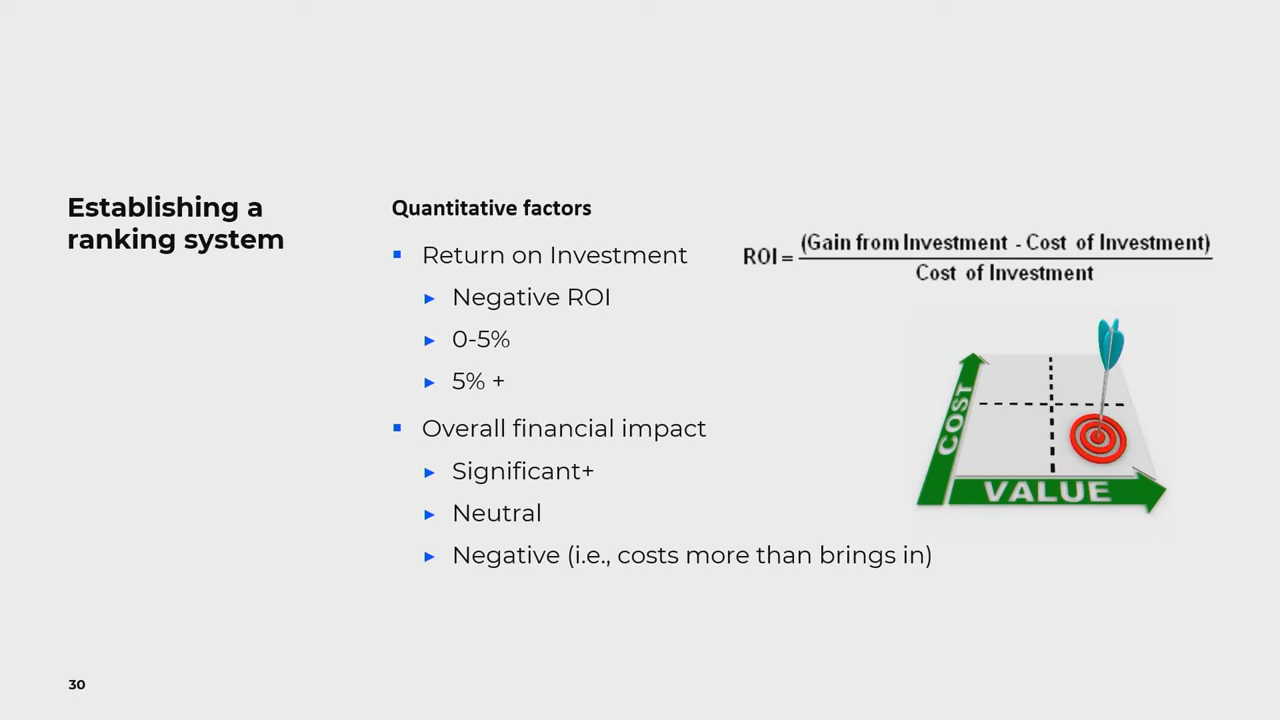 Establishing a
ranking system
Quantitative factors
Return on Investment
Negative ROI
0-5%
5% +
Overall financial impact
Significant+
Neutral
Negative (i.e., costs more than brings in)
ROI = (Gain from Investment - Cost of Investment)
Cost of Investment
COST
VALUE
30